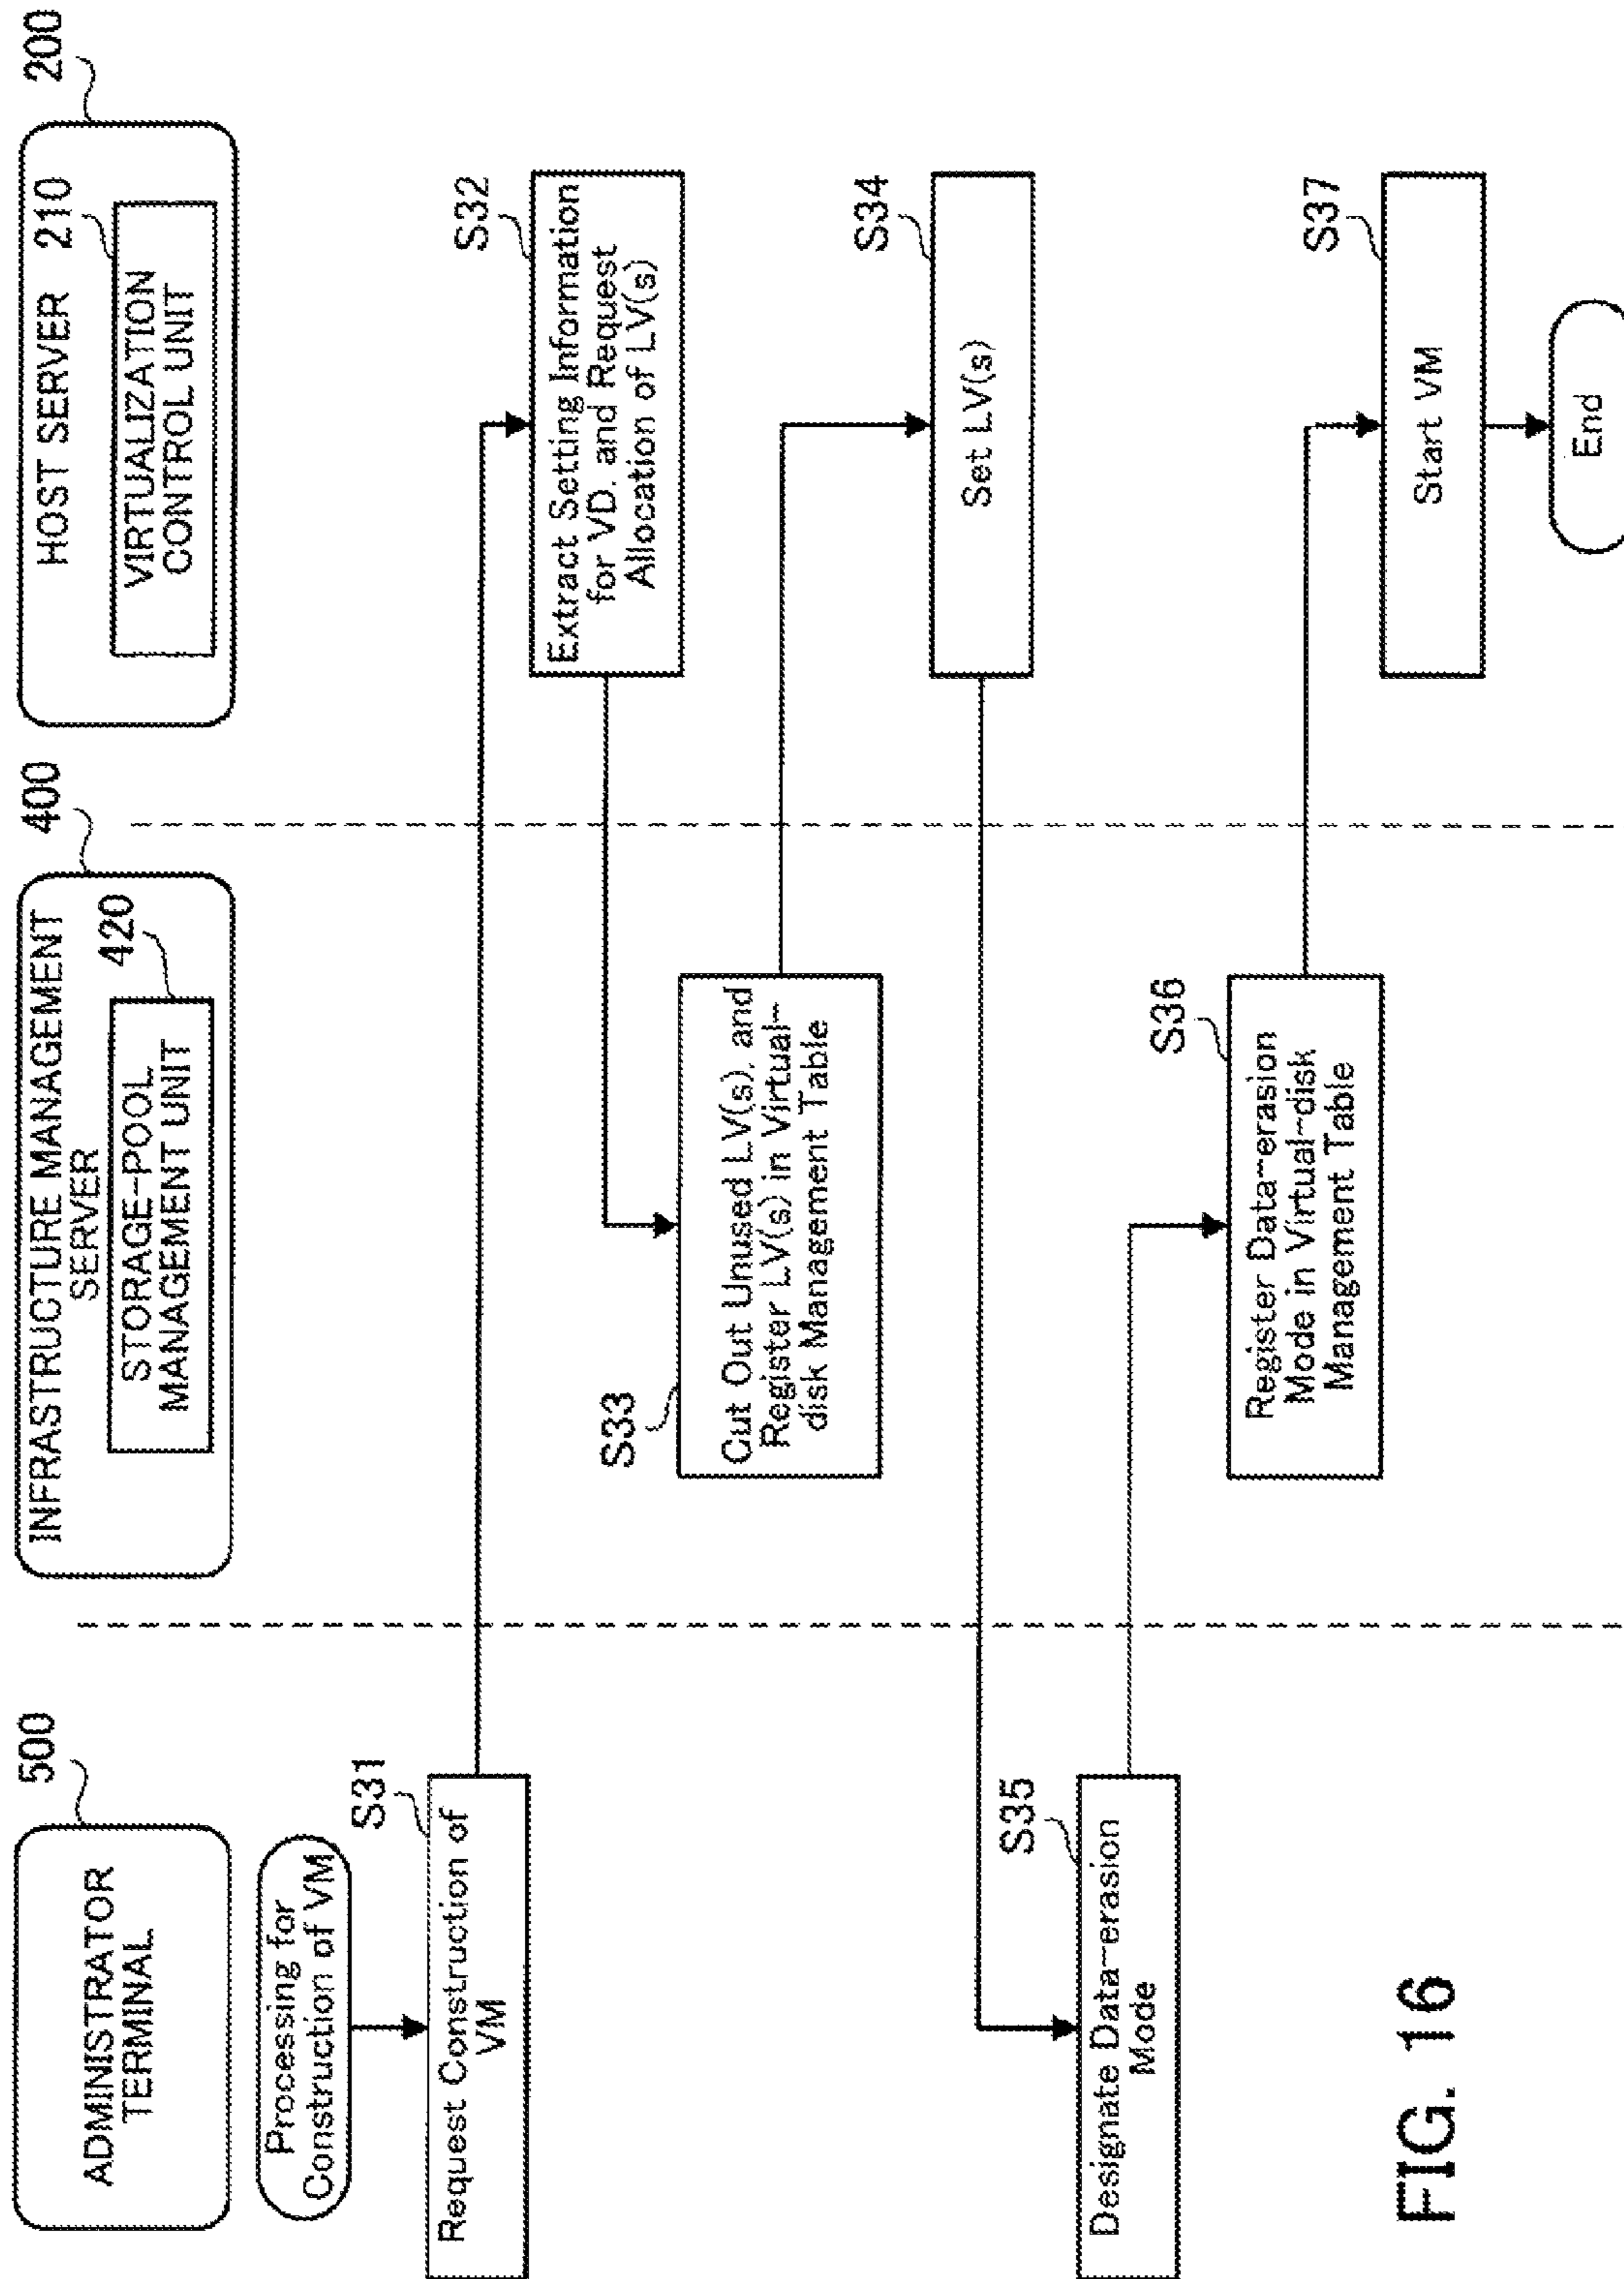 500
ADMINISTRATOR
TERMINAL
400
INFRASTRUCTURE MANAGEMENT
SERVER
420
STORAGE-POOL
MANAGEMENT UNIT
200
HOST SERVER
210
VIRTUALIZATION
CONTROL UNIT
Processing for
Construction of VM
S31
Request Construction of
VM
S32
Extract Setting Information
for VD, and Request
Allocation of LV(s)
S33
Cut Out Unused LV(s), and
Register LV(s) in Virtual-
disk Management Table
S34
Set LV(s)
S35
Designate Data-erasion
Mode
S36
Register Data-erasion
Mode in Virtual-disk
Management Table
S37
Start VM
End
FIG. 16